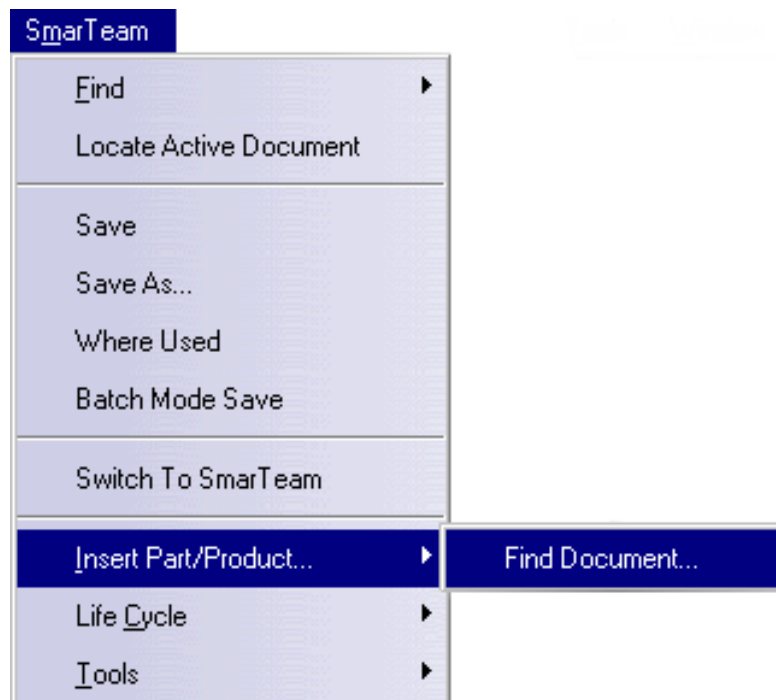 SmarTeam
Find
Locate Active Document
Save
Save As...
Where Used
Batch Mode Save
Switch To SmarTeam
Insert Part/Product...
Find Document...
Life Cycle
Tools